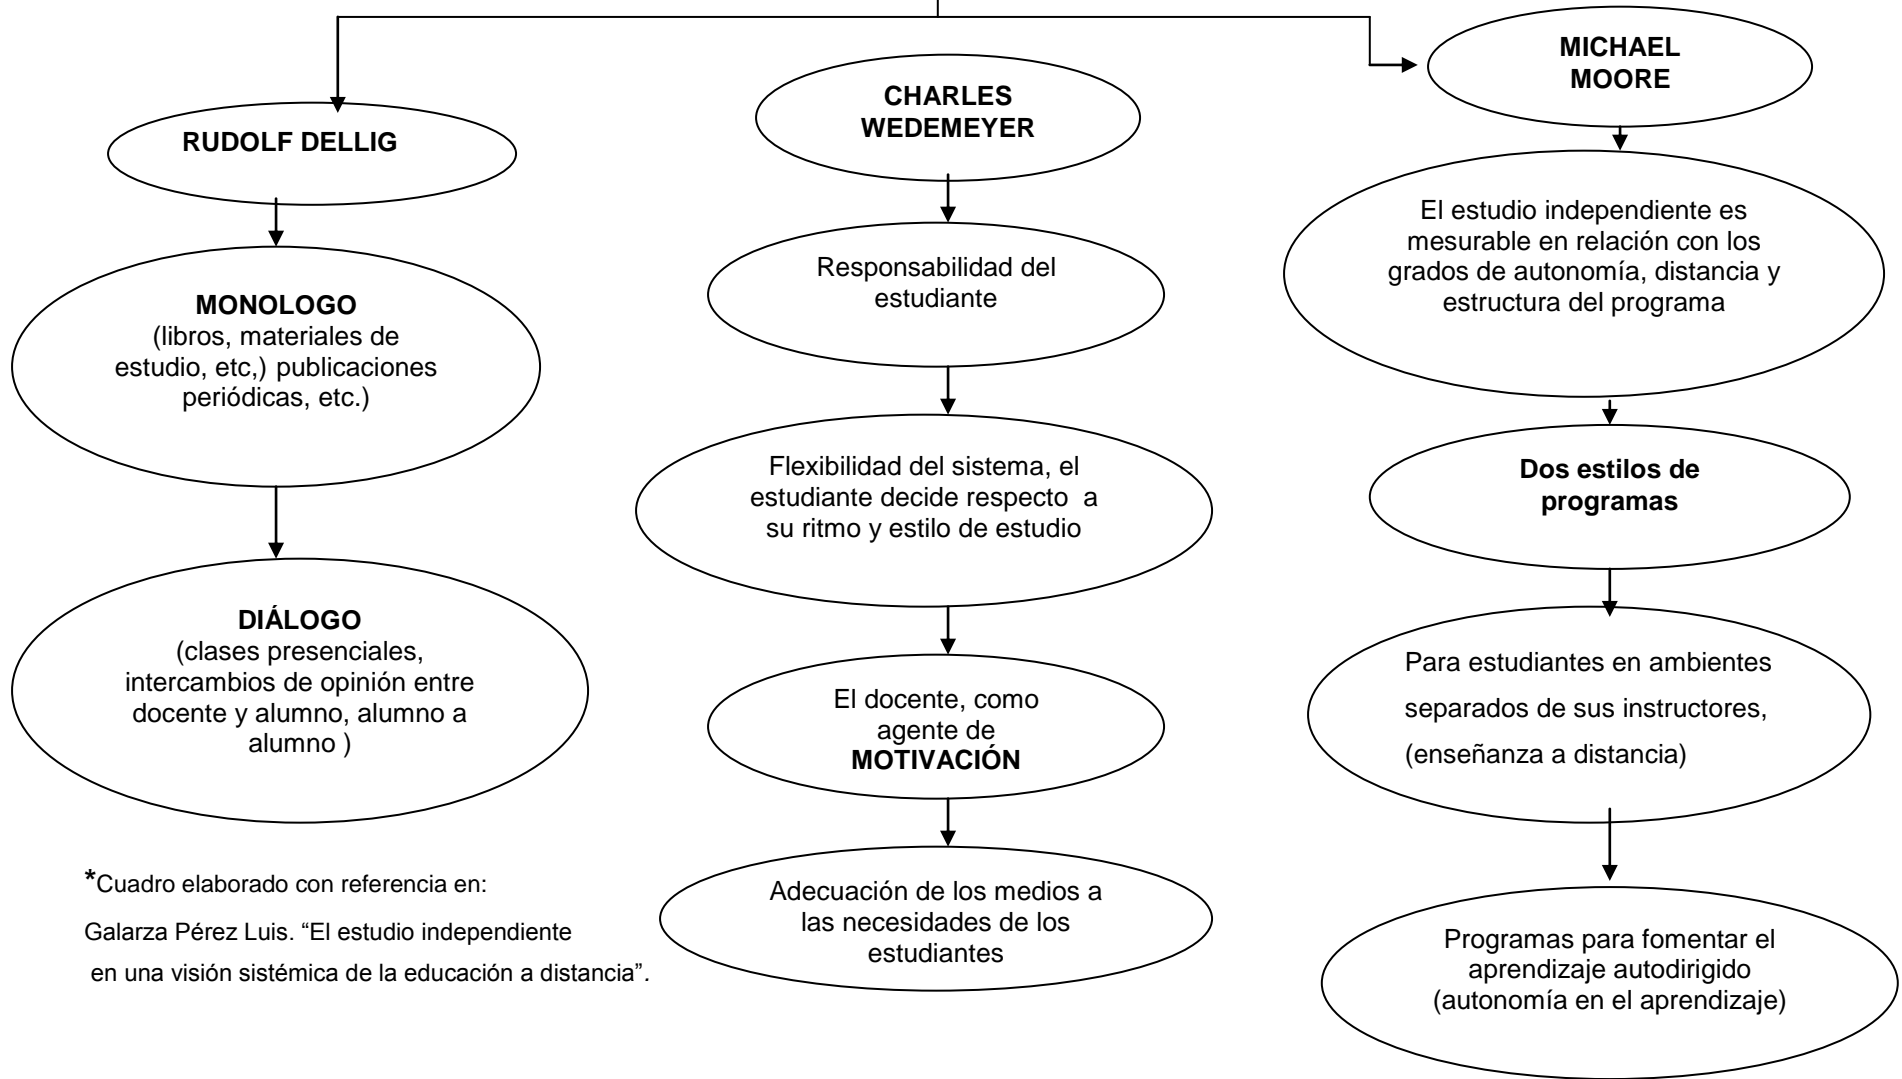 RUDOLF DELLIG
MONOLOGO
(libros, materiales de
estudio, etc,) publicaciones
periódicas, etc.)
DIÁLOGO
(clases presenciales,
intercambios de opinión entre
docente y alumno, alumno a
alumno )
*Cuadro elaborado con referencia en:
Galarza Pérez Luis. “El estudio independiente
en una visión sistémica de la educación a distancia”.
CHARLES
WEDEMEYER
Responsabilidad del
estudiante
Flexibilidad del sistema, el
estudiante decide respecto a
su ritmo y estilo de estudio
El docente, como
agente de
MOTIVACIÓN
Adecuación de los medios a
las necesidades de los
estudiantes
MICHAEL
MOORE
El estudio independiente es
mesurable en relación con los
grados de autonomía, distancia y
estructura del programa
Dos estilos de
programas
Para estudiantes en ambientes
separados de sus instructores,
(enseñanza a distancia)
Programas para fomentar el
aprendizaje autodirigido
(autonomía en el aprendizaje)